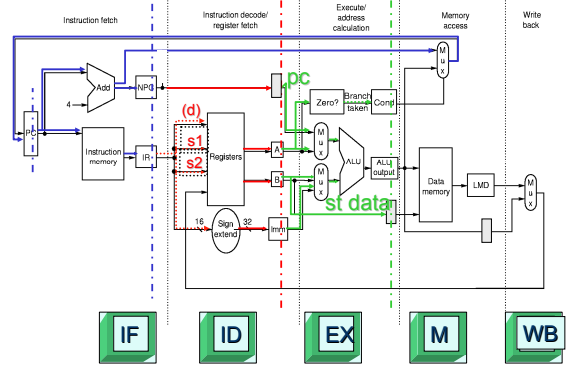 Instruction fetch
Instruction decode/
register fetch
Execute/
address
calculation
Memory
access
Write
back
Add
4
NPC
PC
Instruction
memory
IR
(d)
s1
s2
Registers
16
Sign
extend
32
A
B
Imm
pc
Zero?
Branch
taken
Cond
M
u
x
M
u
x
M
u
x
ALU
ALU
output
st data
Data
memory
LMD
M
u
x
IF
ID
EX
M
WB